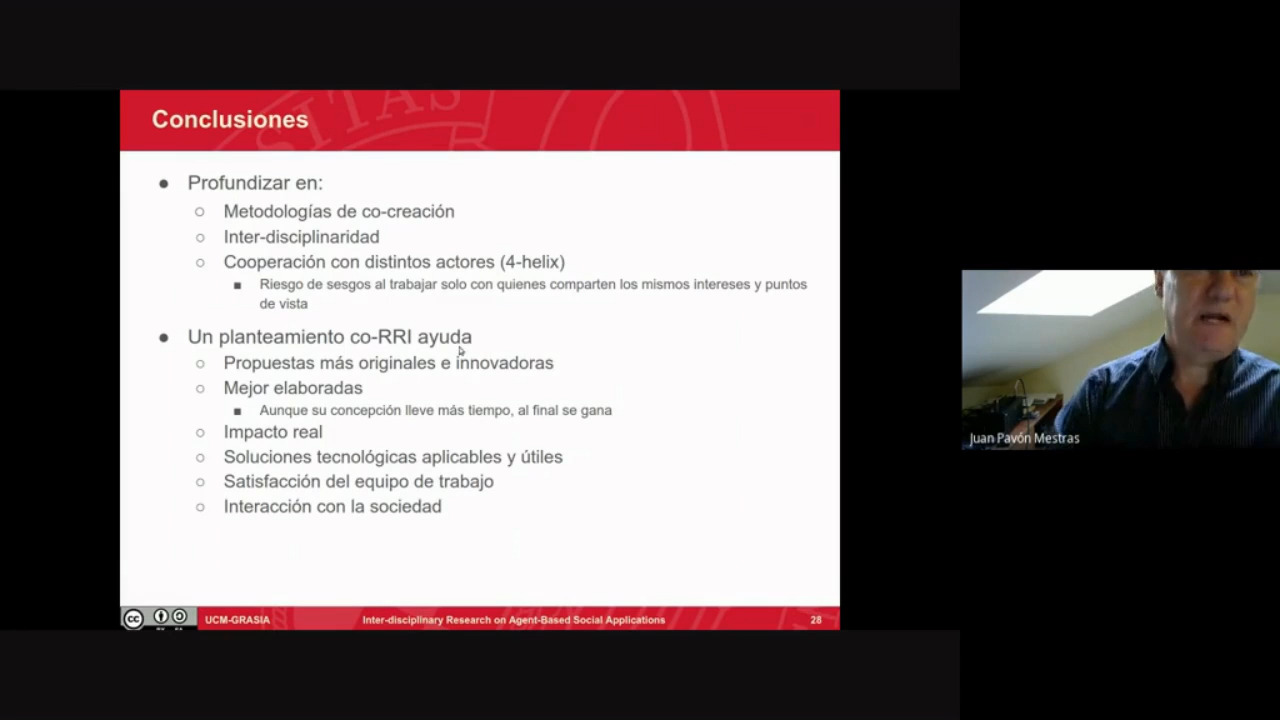 Conclusiones
● Profundizar en:
○ Metodologías de co-creación
○ Inter-disciplinaridad
○ Cooperación con distintos actores (4-helix)
■ Riesgo de sesgos al trabajar solo con quienes comparten los mismos intereses y puntos
de vista
● Un planteamiento co-RRI ayuda
○ Propuestas más originales e innovadoras
○ Mejor elaboradas
■ Aunque su concepción lleve más tiempo, al final se gana
○ Impacto real
○ Soluciones tecnológicas aplicables y útiles
○ Satisfacción del equipo de trabajo
○ Interacción con la sociedad
cc
UCM-GRASIA
Inter-disciplinary Research on Agent-Based Social Applications
28
Juan Pavón Mestras